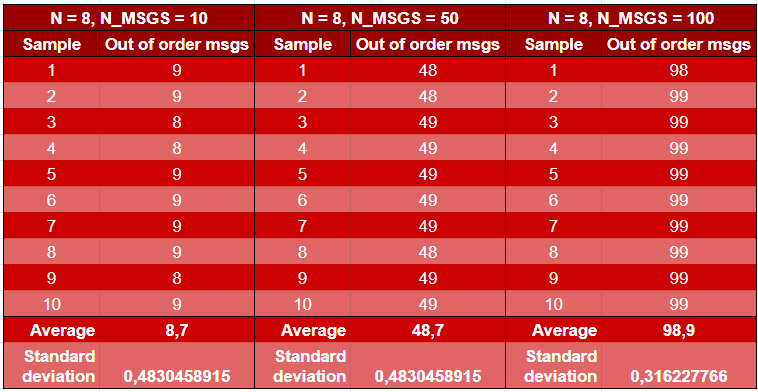 N = 8, N_MSGS = 10 N = 8, N_MSGS = 50 N = 8, N_MSGS = 100
Sample Out of order msgs Sample Out of order msgs Sample Out of order msgs
1 9 1 48 1 98
2 9 2 48 2 99
3 8 3 49 3 99
4 8 4 49 4 99
5 9 5 49 5 99
6 9 6 49 6 99
7 9 7 49 7 99
8 9 8 48 8 99
9 8 9 49 9 99
10 9 10 49 10 99
Average 8,7 Average 48,7 Average 98,9
Standard Standard Standard
deviation 0,4830458915 deviation 0,4830458915 deviation 0,316227766